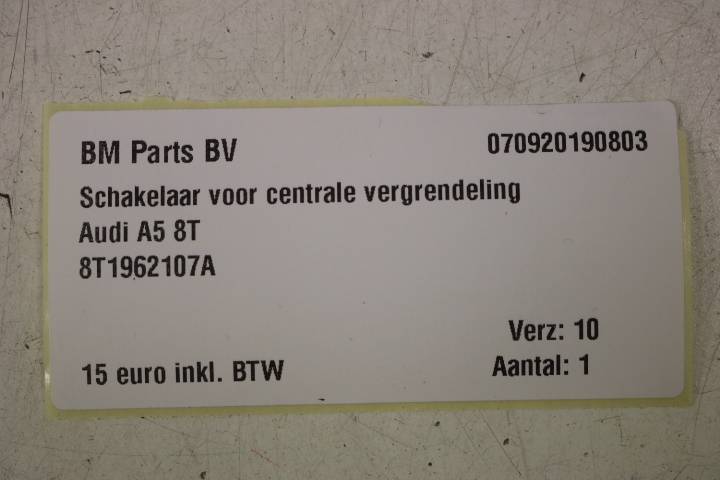 BM Parts BV 070920190803
Schakelaar voor centrale vergrendeling
Audi A5 8T
8T1962107A
Verz: 10
15 euro inkl. BTW Aantal: 1